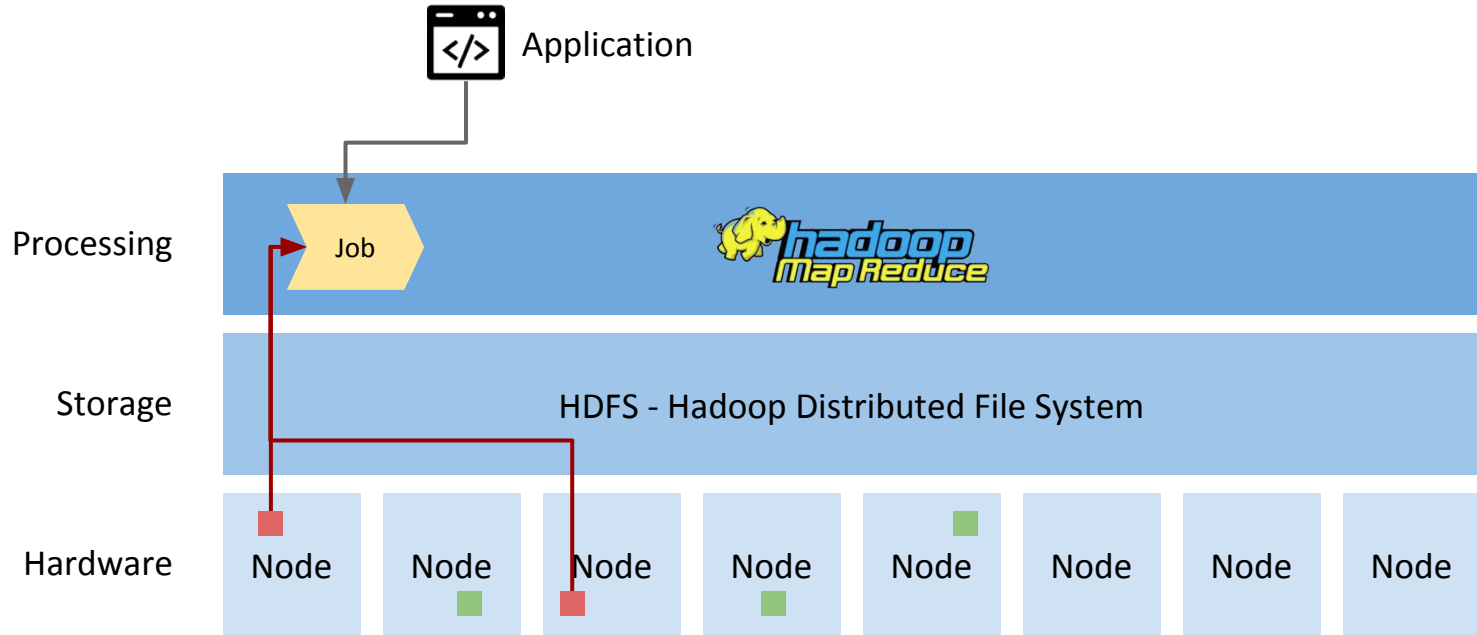 </>
Application
Processing
Job
hadoop
Map Reduce
Storage
HDFS - Hadoop Distributed File System
Hardware
Node
Node
Node
Node
Node
Node
Node
Node